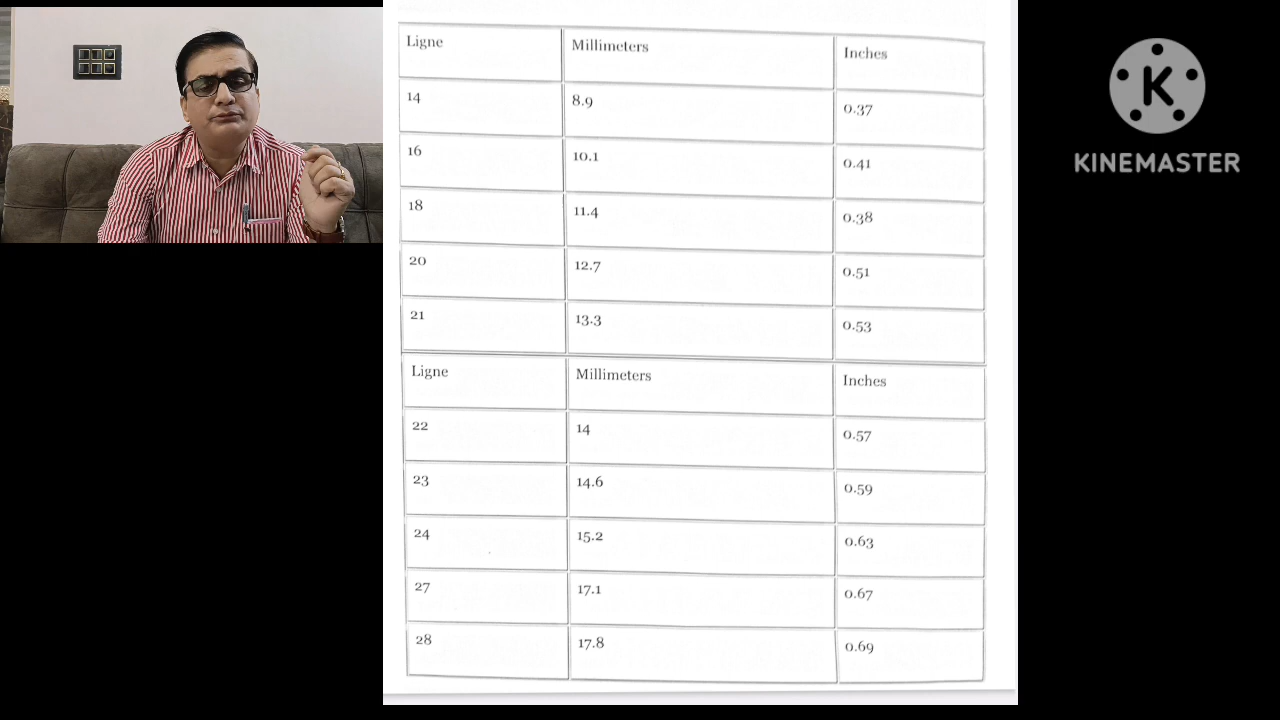 Ligne Millimeters Inches
14 8.9 0.37
16 10.1 0.41
18 11.4 0.38
20 12.7 0.51
21 13.3 0.53
Ligne Millimeters Inches
22 14 0.57
23 14.6 0.59
24 15.2 0.63
27 17.1 0.67
28 17.8 0.69
K
KINEMASTER